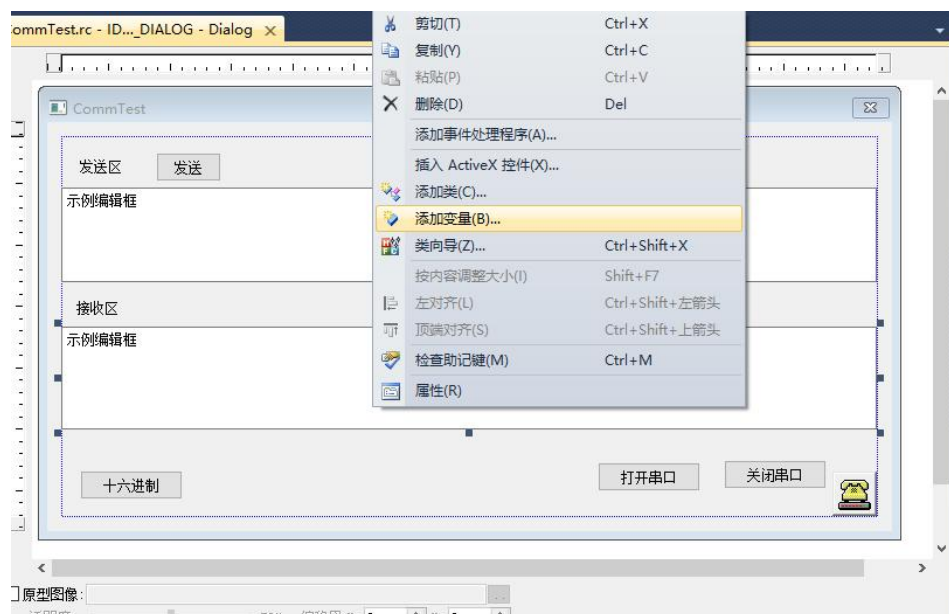 ommTest.rc - ID..._DIALOG - Dialog
CommTest
发送区 发送
示例编辑框
接收区
示例编辑框
十六进制
打开串口 关闭串口
剪切(T) Ctrl+X
复制(Y) Ctrl+C
粘贴(P) Ctrl+V
删除(D) Del
添加事件处理程序(A)...
插入 ActiveX 控件(X)...
添加类(C)...
添加变量(B)...
类向导(Z)... Ctrl+Shift+X
按内容调整大小(I) Shift+F7
左对齐(L) Ctrl+Shift+左箭头
顶端对齐(S) Ctrl+Shift+上箭头
检查助记键(M) Ctrl+M
属性(R)
原型图像: